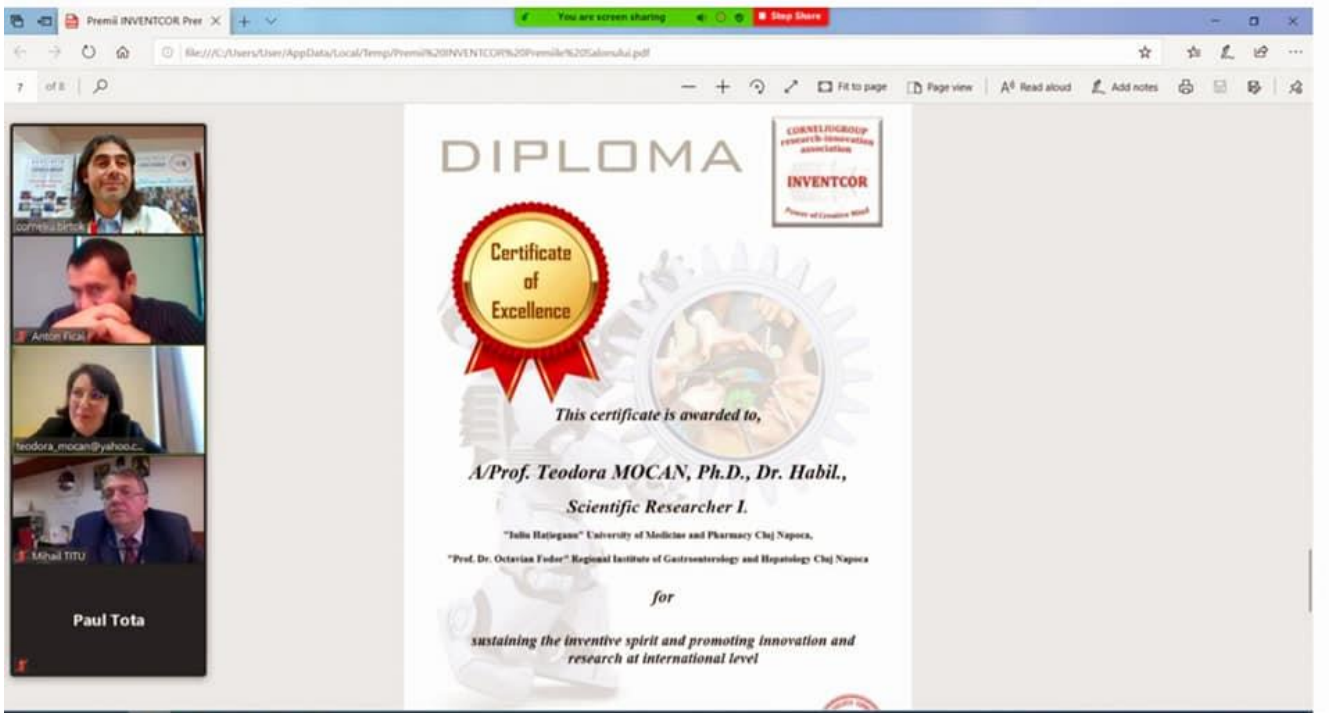 Premii INVENTCOR Prer
You are screen sharing
Stop Share
file:///C:/Users/User/AppData/Local/Temp/Premii%20INVENTCOR%20Premiile%20Salonului.pdf
7 of 8
Fit to page
Page view
Read aloud
Add notes
DIPLOMA
CORNELIUGROUP
research-innovation
association
INVENTCOR
Power of Creative Mind
Certificate
of
Excellence
Anton Ficai
teodora_mocan@yahoo.c...
Mihail TITU
Paul Tota
This certificate is awarded to,
A/Prof. Teodora MOCAN, Ph.D., Dr. Habil.,
Scientific Researcher I.
"Iuliu Hațieganu" University of Medicine and Pharmacy Cluj Napoca,
"Prof. Dr. Octavian Fodor" Regional Institute of Gastroenterology and Hepatology Cluj Napoca
for
sustaining the inventive spirit and promoting innovation and
research at international level